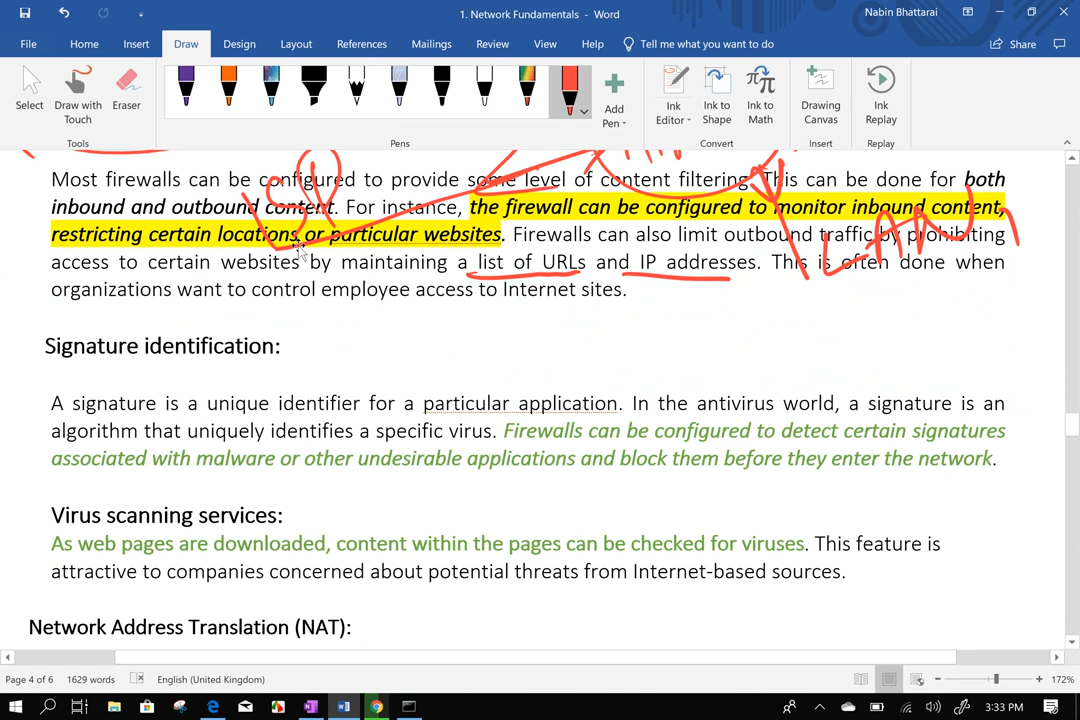 1. Network Fundamentals - Word
Nabin Bhattarai
File Home Insert Draw Design Layout References Mailings Review View Help Tell me what you want to do Share
Select
Draw with Touch
Eraser
Add Pen
Ink Editor
Ink to Shape
Ink to Math
Drawing Canvas
Ink Replay
Tools Pens Convert Insert Replay
Most firewalls can be configured to provide some level of content filtering. This can be done for both
inbound and outbound content. For instance, the firewall can be configured to monitor inbound content,
restricting certain locations or particular websites. Firewalls can also limit outbound traffic by prohibiting
access to certain websites by maintaining a list of URLs and IP addresses. This is often done when
organizations want to control employee access to Internet sites.
ISP
LAN
Signature identification:
A signature is a unique identifier for a particular application. In the antivirus world, a signature is an
algorithm that uniquely identifies a specific virus. Firewalls can be configured to detect certain signatures
associated with malware or other undesirable applications and block them before they enter the network.
Virus scanning services:
As web pages are downloaded, content within the pages can be checked for viruses. This feature is
attractive to companies concerned about potential threats from Internet-based sources.
Network Address Translation (NAT):
Page 4 of 6 1629 words English (United Kingdom) 172%
3:33 PM